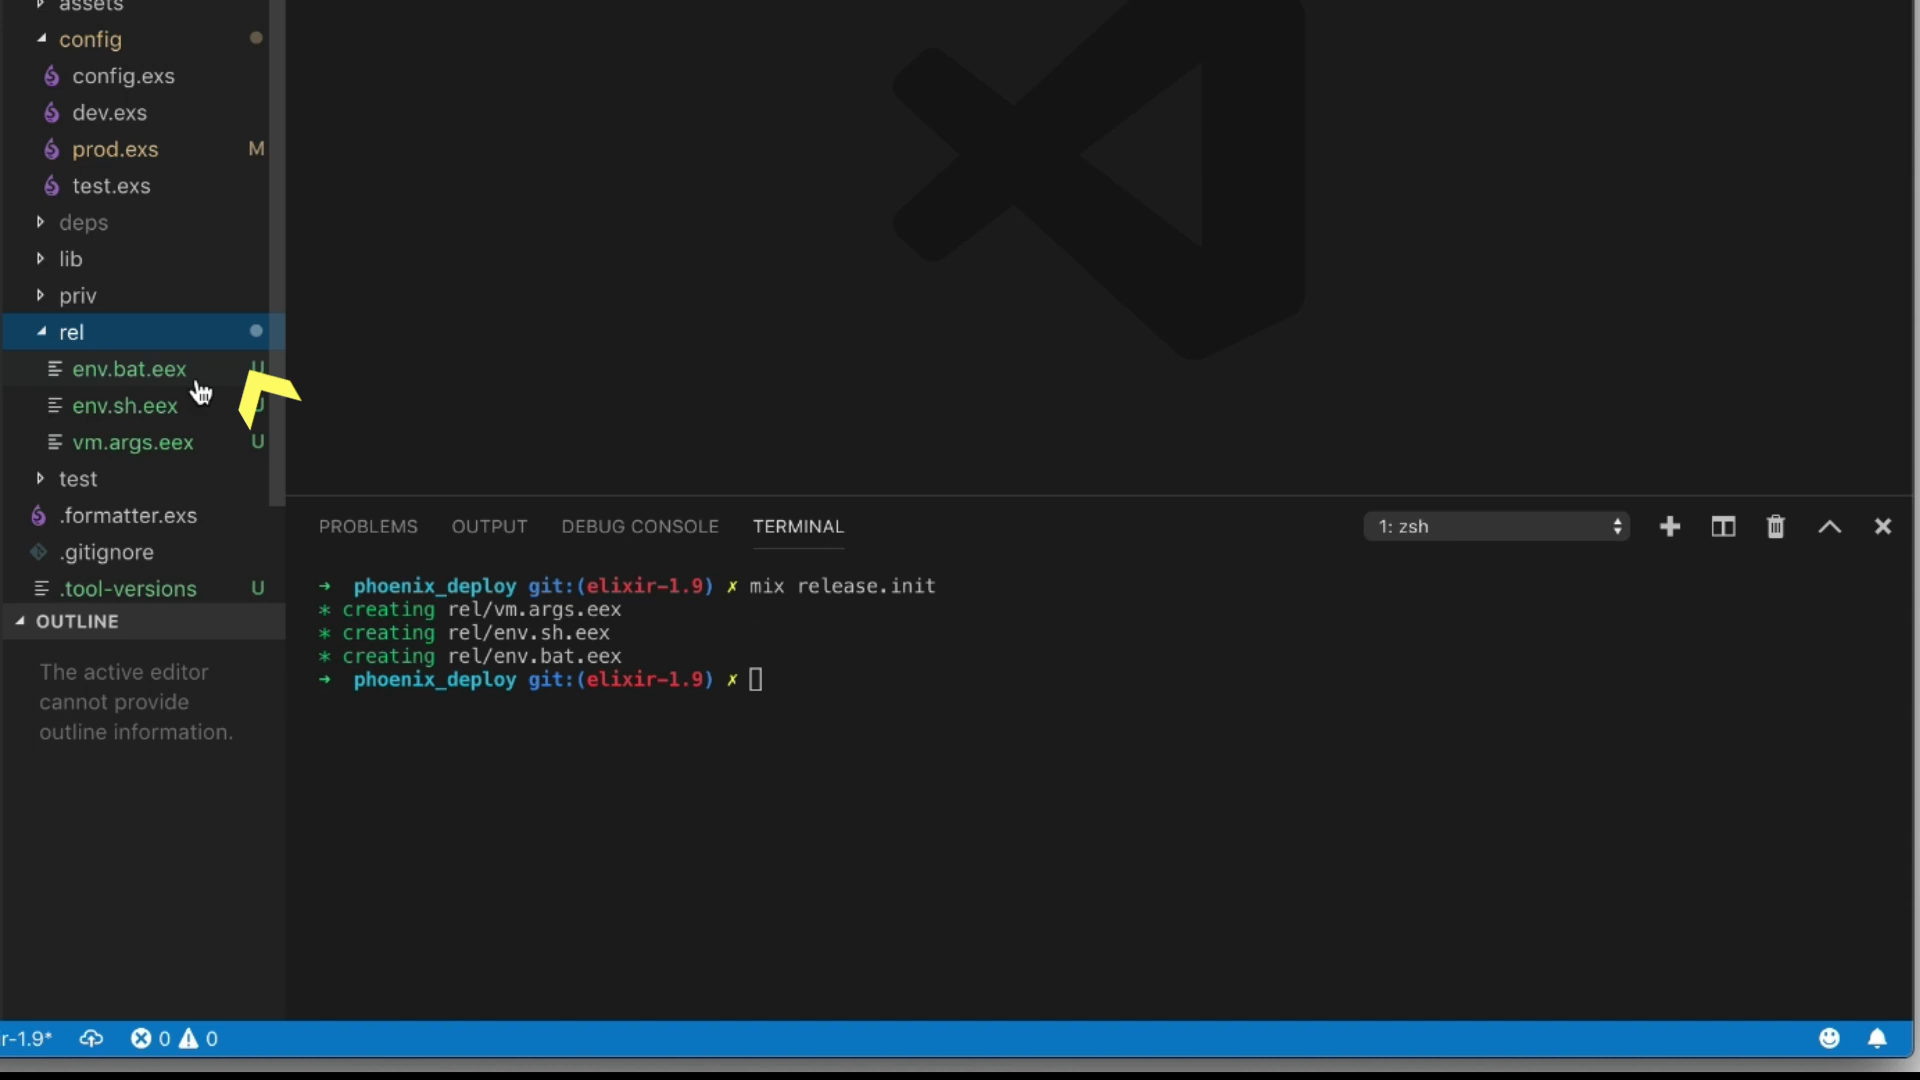 assets
config
config.exs
dev.exs
prod.exs M
test.exs
deps
lib
priv
rel
env.bat.eex U
env.sh.eex
vm.args.eex U
test
.formatter.exs
.gitignore
.tool-versions U
OUTLINE
The active editor
cannot provide
outline information.
PROBLEMS OUTPUT DEBUG CONSOLE TERMINAL 1: zsh
➜ phoenix_deploy git:(elixir-1.9) ✗ mix release.init
* creating rel/vm.args.eex
* creating rel/env.sh.eex
* creating rel/env.bat.eex
➜ phoenix_deploy git:(elixir-1.9) ✗
r-1.9* 0 0